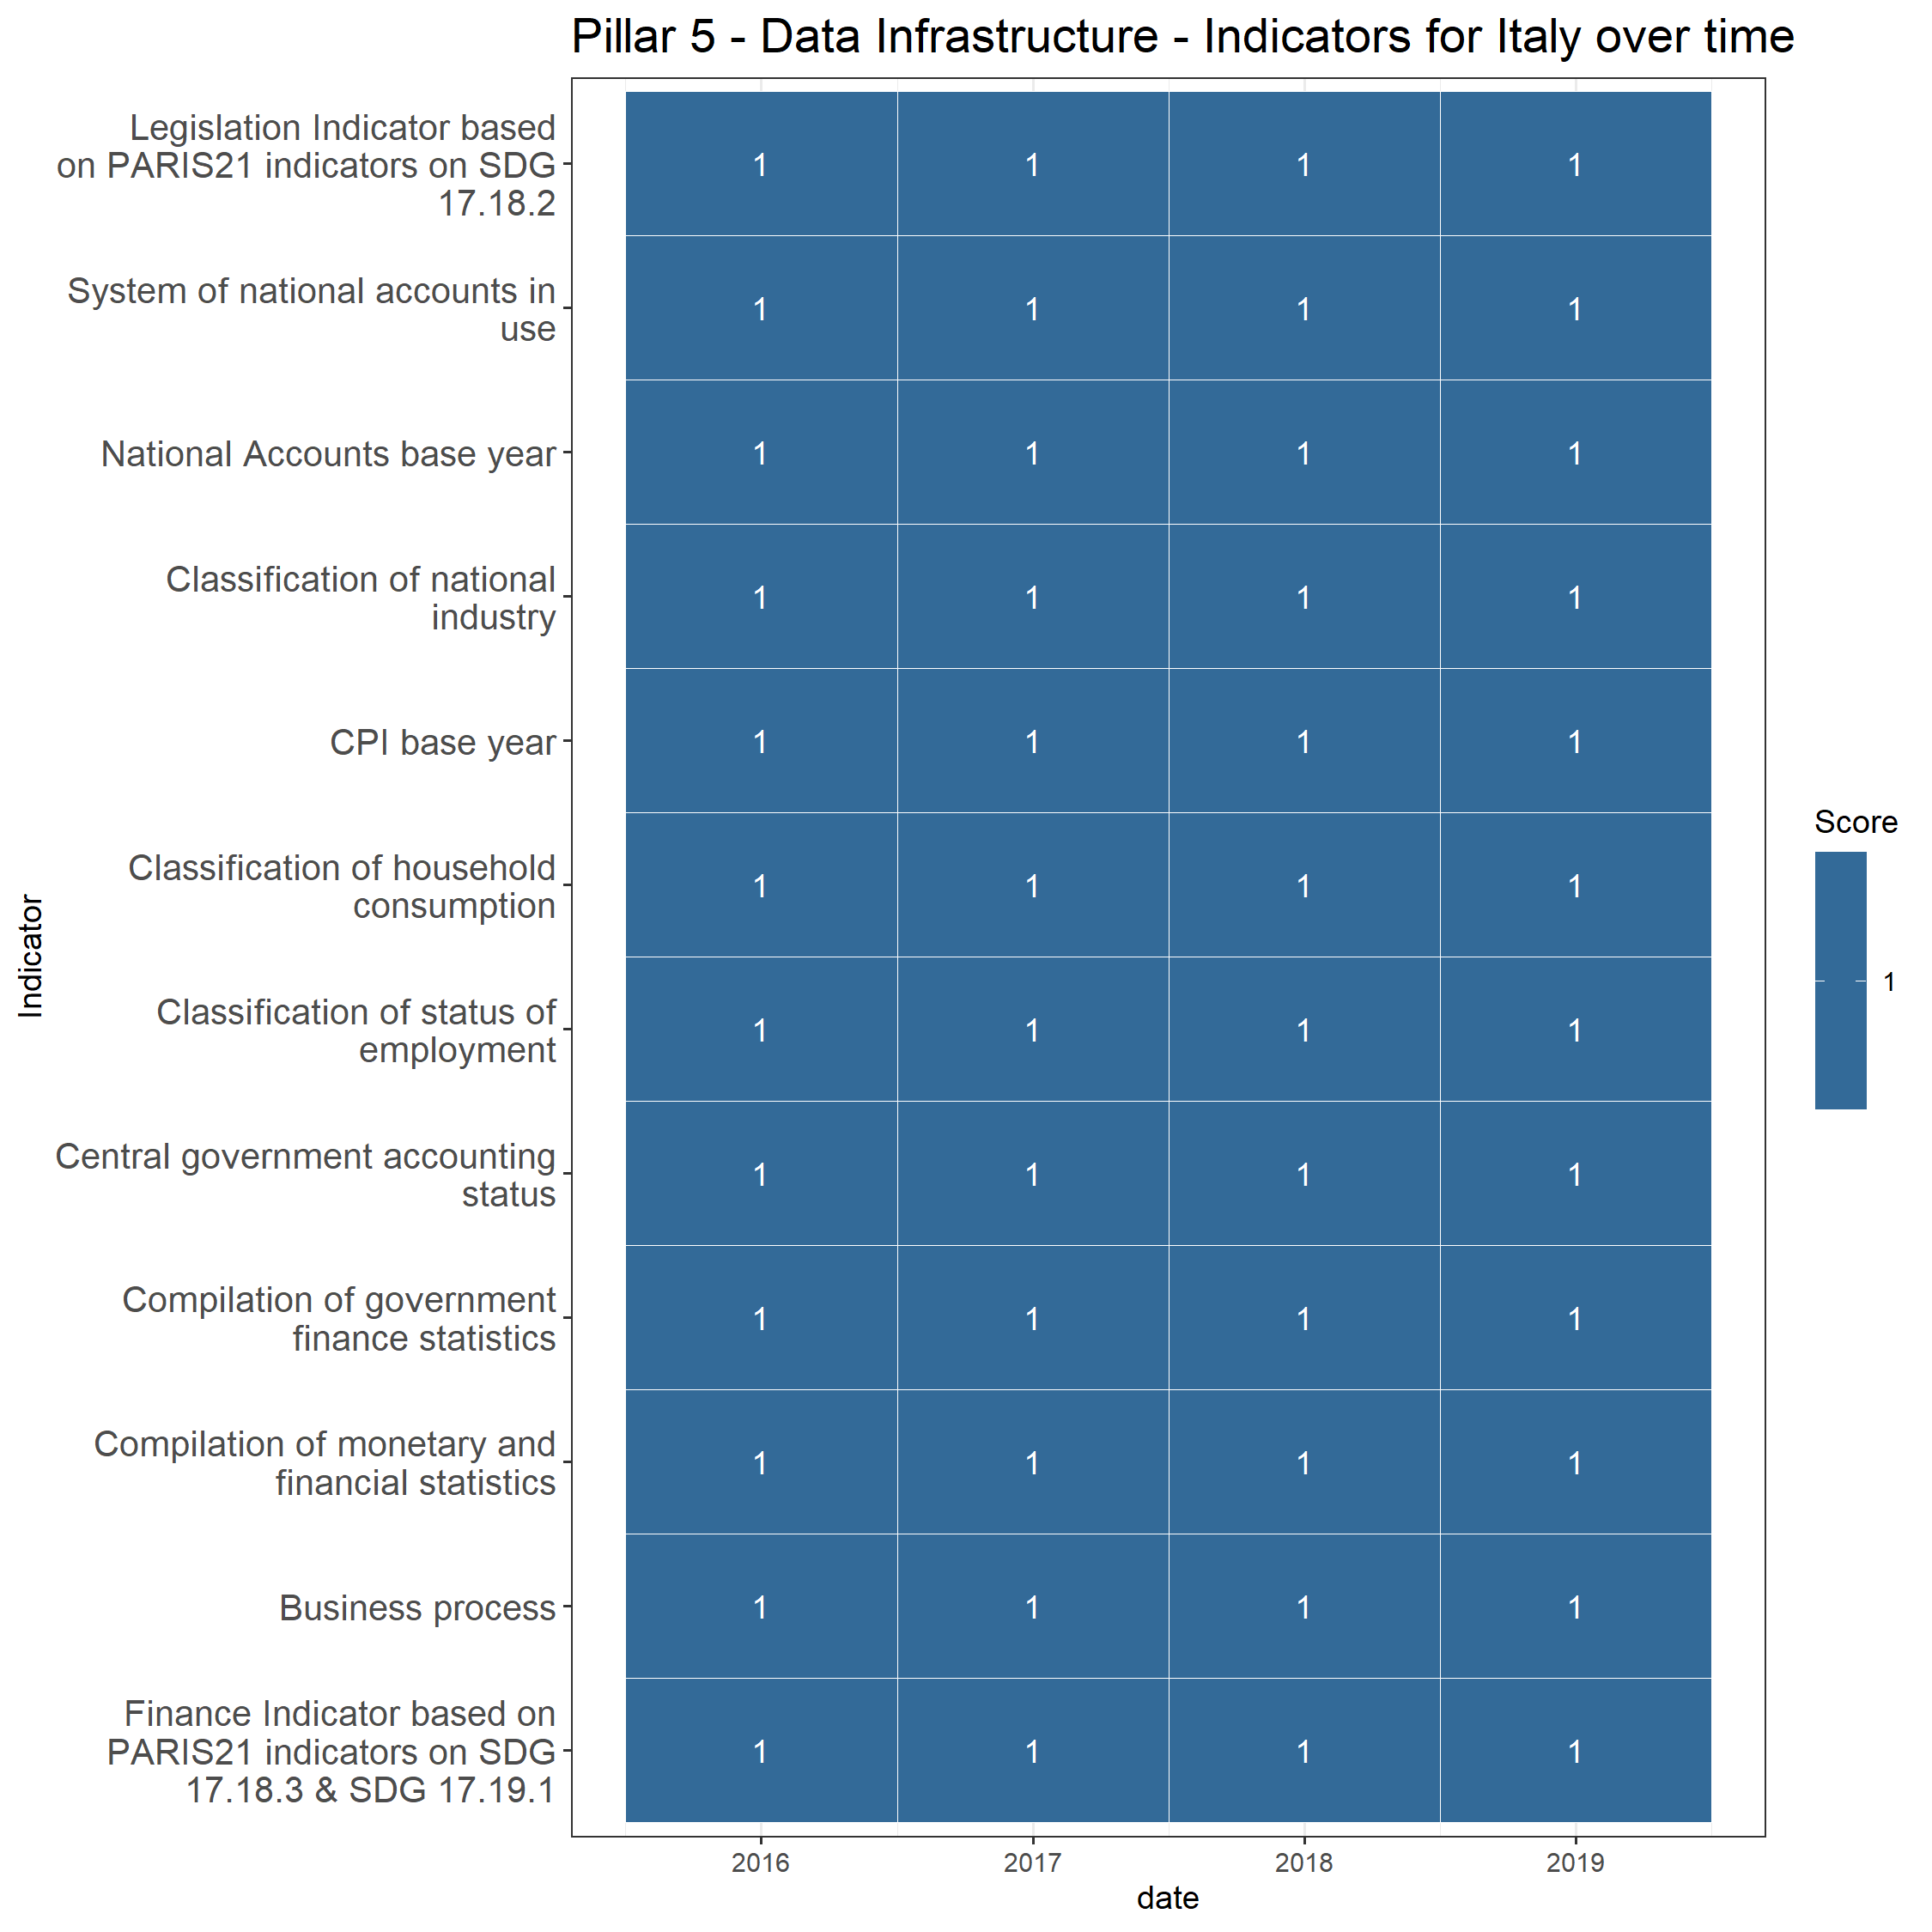 Pillar 5 - Data Infrastructure - Indicators for Italy over time
Legislation Indicator based
on PARIS21 indicators on SDG
17.18.2
1 1 1 1
System of national accounts in
use
1 1 1 1
National Accounts base year
1 1 1 1
Classification of national
industry
1 1 1 1
CPI base year
1 1 1 1
Classification of household
consumption
1 1 1 1
Classification of status of
employment
1 1 1 1
Central government accounting
status
1 1 1 1
Compilation of government
finance statistics
1 1 1 1
Compilation of monetary and
financial statistics
1 1 1 1
Business process
1 1 1 1
Finance Indicator based on
PARIS21 indicators on SDG
17.18.3 & SDG 17.19.1
1 1 1 1
2016 2017 2018 2019
date
Indicator
Score
1